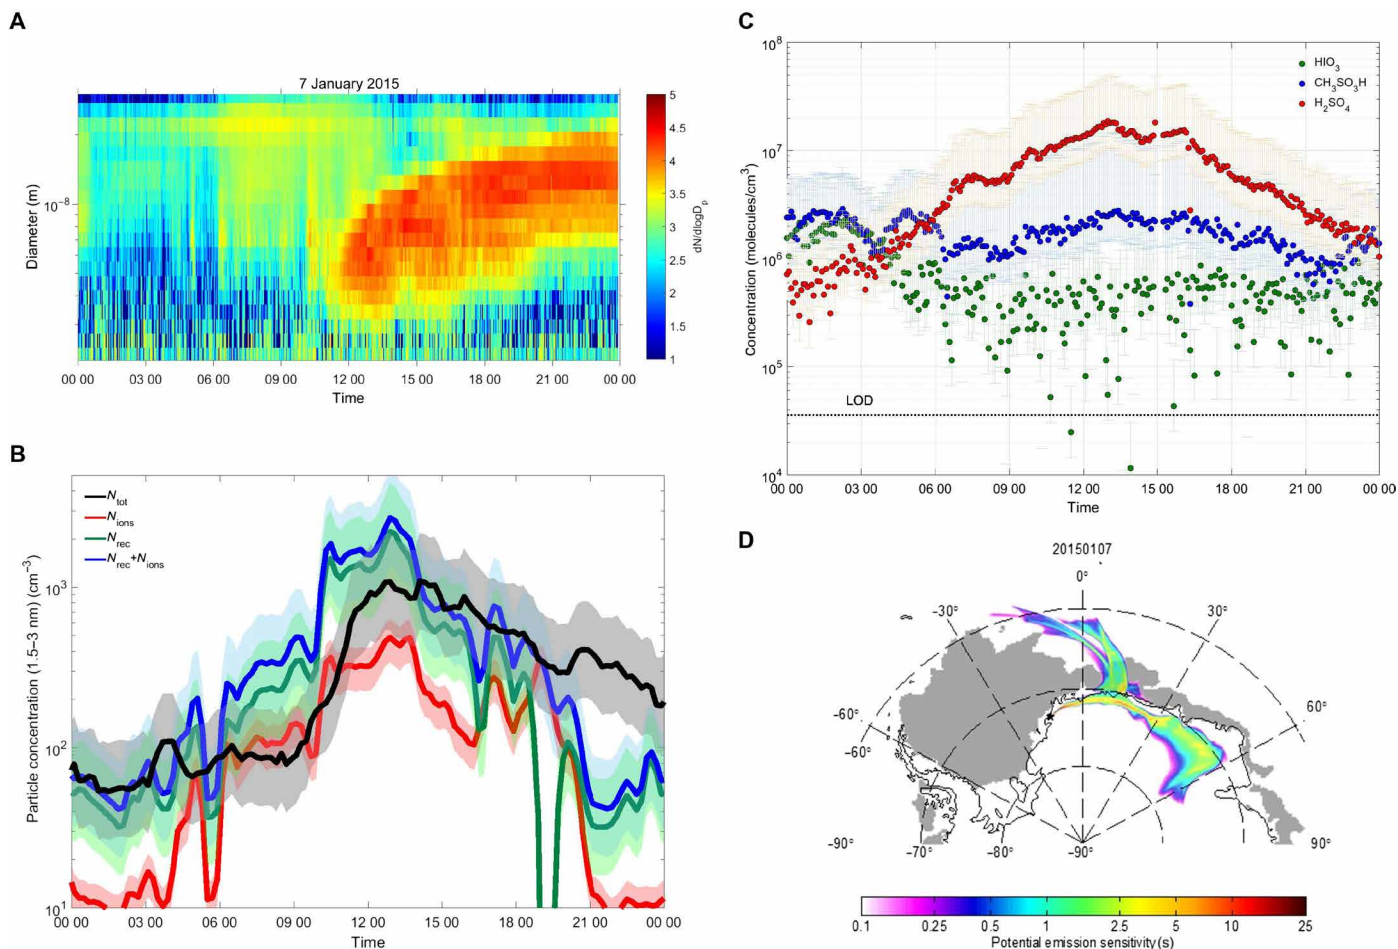 A
7 January 2015
Diameter (m)
10⁻⁸
00 00 03 00 06 00 09 00 12 00 15 00 18 00 21 00 00 00
Time
5
4.5
4
3.5
3
2.5
2
1.5
1
dN/dlogDₚ
B
N_tot
N_ions
N_rec
N_rec+N_ions
Particle concentration (1.5–3 nm) (cm⁻³)
10³
10²
10¹
00 00 03 00 06 00 09 00 12 00 15 00 18 00 21 00 00 00
Time
C
HIO₃
CH₃SO₃H
H₂SO₄
Concentration (molecules/cm³)
10⁸
10⁷
10⁶
10⁵
10⁴
LOD
00 00 03 00 06 00 09 00 12 00 15 00 18 00 21 00 00 00
Time
D
20150107
0°
-30° 30°
-60° 60°
-60°
-90° -70° -80° -90° 90°
0.1 0.25 0.5 1 2.5 5 10 25
Potential emission sensitivity (s)